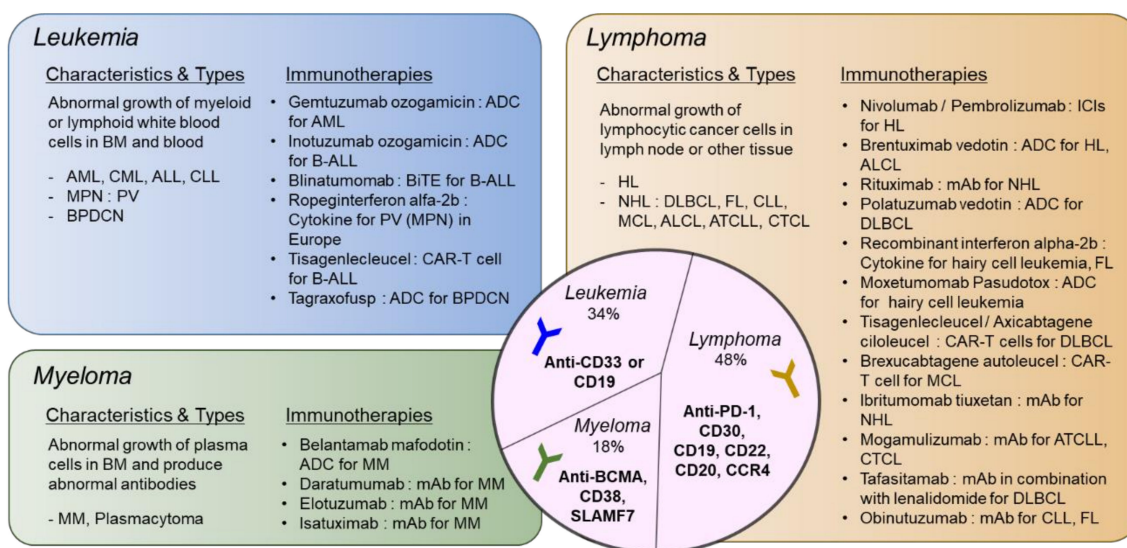 Leukemia
Characteristics & Types
Abnormal growth of myeloid
or lymphoid white blood
cells in BM and blood
- AML, CML, ALL, CLL
- MPN : PV
- BPDCN
Immunotherapies
• Gemtuzumab ozogamicin : ADC
for AML
• Inotuzumab ozogamicin : ADC
for B-ALL
• Blinatumomab : BiTE for B-ALL
• Ropeginterferon alfa-2b :
Cytokine for PV (MPN) in
Europe
• Tisagenlecleucel : CAR-T cell
for B-ALL
• Tagraxofusp : ADC for BPDCN
Lymphoma
Characteristics & Types
Abnormal growth of
lymphocytic cancer cells in
lymph node or other tissue
- HL
- NHL : DLBCL, FL, CLL,
MCL, ALCL, ATCLL, CTCL
Immunotherapies
• Nivolumab / Pembrolizumab : ICIs
for HL
• Brentuximab vedotin : ADC for HL,
ALCL
• Rituximab : mAb for NHL
• Polatuzumab vedotin : ADC for
DLBCL
• Recombinant interferon alpha-2b :
Cytokine for hairy cell leukemia, FL
• Moxetumomab Pasudotox : ADC
for hairy cell leukemia
• Tisagenlecleucel / Axicabtagene
ciloleucel : CAR-T cells for DLBCL
• Brexucabtagene autoleucel : CAR-
T cell for MCL
• Ibritumomab tiuxetan : mAb for
NHL
• Mogamulizumab : mAb for ATCLL,
CTCL
• Tafasitamab : mAb in combination
with lenalidomide for DLBCL
• Obinutuzumab : mAb for CLL, FL
Myeloma
Characteristics & Types
Abnormal growth of plasma
cells in BM and produce
abnormal antibodies
- MM, Plasmacytoma
Immunotherapies
• Belantamab mafodotin :
ADC for MM
• Daratumumab : mAb for MM
• Elotuzumab : mAb for MM
• Isatuximab : mAb for MM
Leukemia
34%
Anti-CD33 or
CD19
Lymphoma
48%
Anti-PD-1,
CD30,
CD19, CD22,
CD20, CCR4
Myeloma
18%
Anti-BCMA,
CD38,
SLAMF7